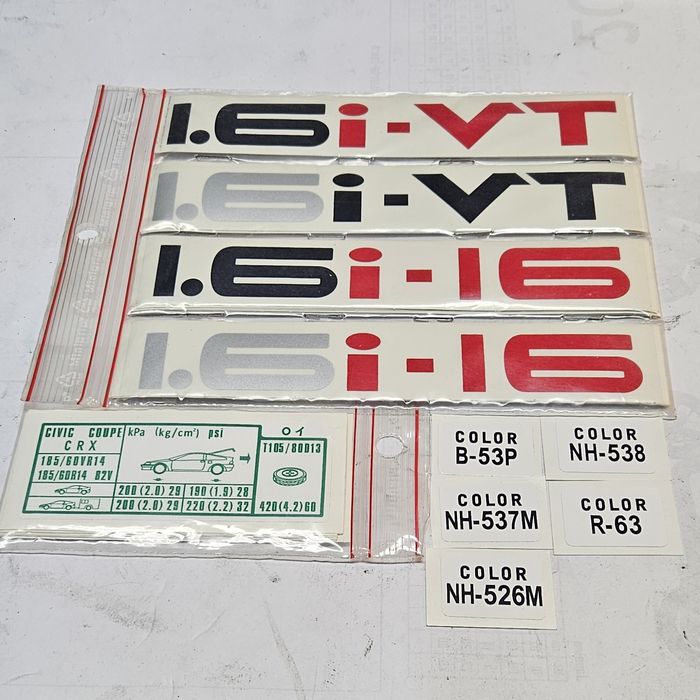 1.6i-VT
1.6i-VT
1.6i-16
1.6i-16
CIVIC COUPE
CRX
185/60VR14
185/60R14 82V
kPa (kg/cm²) psi
200 (2.0) 29 190 (1.9) 28
200 (2.0) 29 220 (2.2) 32
O イ
T105/80D13
420(4.2)60
COLOR
B-53P
COLOR
NH-538
COLOR
NH-537M
COLOR
R-63
COLOR
NH-526M